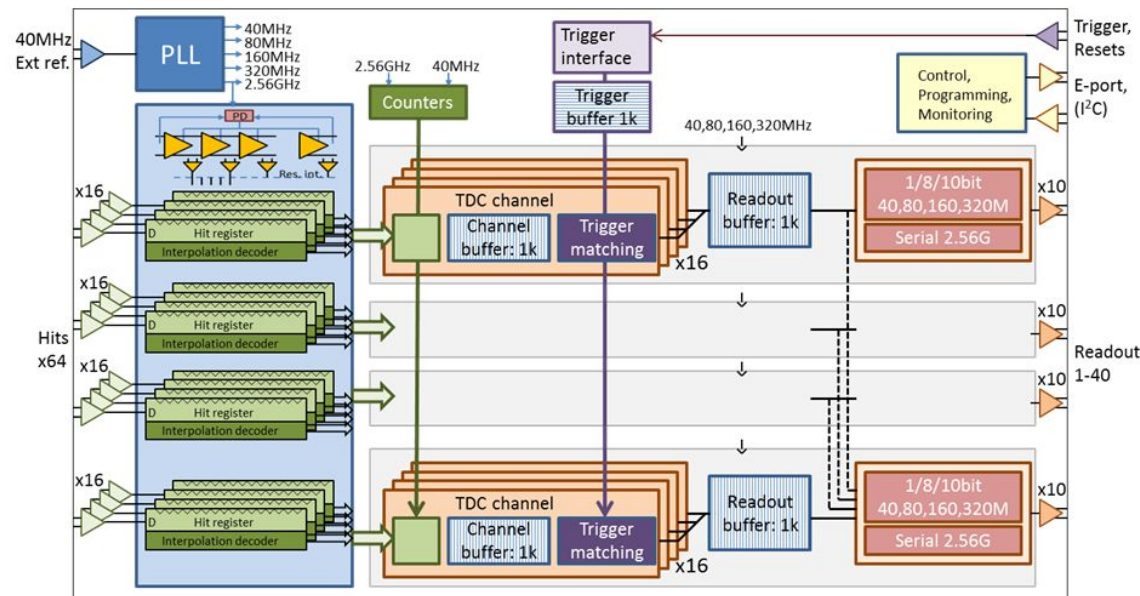 40MHz
Ext ref.
PLL
40MHz
80MHz
160MHz
320MHz
2.56GHz
2.56GHz
40MHz
Counters
Trigger
interface
Trigger
buffer 1k
Trigger,
Resets
Control,
Programming,
Monitoring
E-port,
(I²C)
PD
Res. int.
40,80,160,320MHz
x16
D
Hit register
Interpolation decoder
TDC channel
Channel
buffer: 1k
Trigger
matching
x16
Readout
buffer: 1k
1/8/10bit
40,80,160,320M
Serial 2.56G
x10
x16
D
Hit register
Interpolation decoder
x10
Hits
x64
Readout
1-40
x16
D
Hit register
Interpolation decoder
x10
x16
D
Hit register
Interpolation decoder
TDC channel
Channel
buffer: 1k
Trigger
matching
x16
Readout
buffer: 1k
1/8/10bit
40,80,160,320M
Serial 2.56G
x10